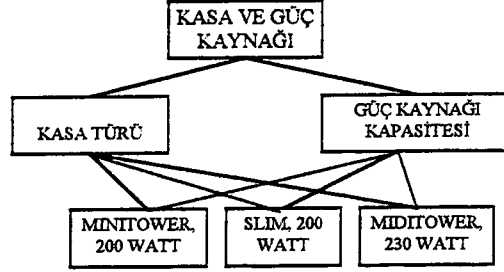 KASA VE GÜÇ
KAYNAĞI
KASA TÜRÜ
GÜÇ KAYNAĞI
KAPASİTESİ
MINITOWER,
200 WATT
SLIM, 200
WATT
MIDITOWER,
230 WATT